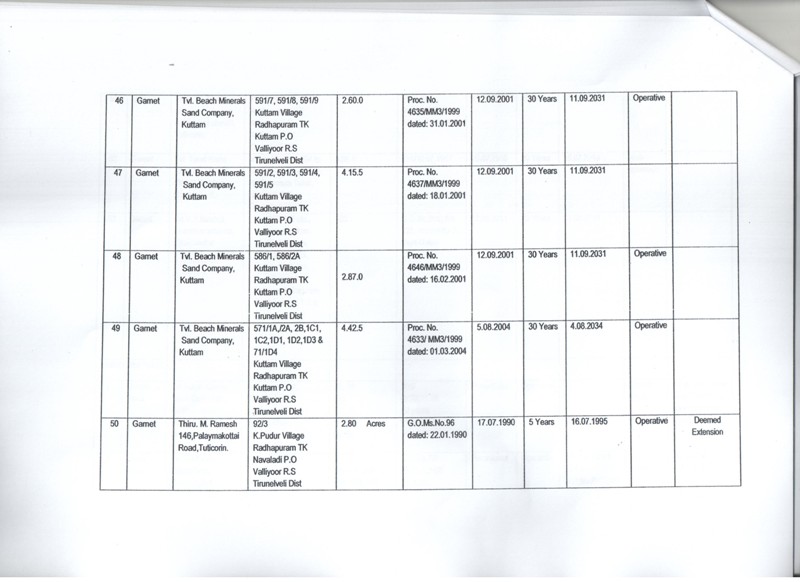 46 Garnet Tvl. Beach Minerals 591/7, 591/8, 591/9 2.60.0 Proc. No. 12.09.2001 30 Years 11.09.2031 Operative
Sand Company, Kuttam Village 4635/MM3/1999
Kuttam Radhapuram TK dated: 31.01.2001
Kuttam P.O
Valliyoor R.S
Tirunelveli Dist
47 Garnet Tvl. Beach Minerals 591/2, 591/3, 591/4, 4.15.5 Proc. No. 12.09.2001 30 Years 11.09.2031
Sand Company, 591/5 4637/MM3/1999
Kuttam Kuttam Village dated: 18.01.2001
Radhapuram TK
Kuttam P.O
Valliyoor R.S
Tirunelveli Dist
48 Garnet Tvl. Beach Minerals 586/1, 586/2A Proc. No. 12.09.2001 30 Years 11.09.2031 Operative
Sand Company, Kuttam Village 4646/MM3/1999
Kuttam Radhapuram TK 2.87.0 dated: 16.02.2001
Kuttam P.O
Valliyoor R.S
Tirunelveli Dist
49 Garnet Tvl. Beach Minerals 571/1A,/2A, 2B,1C1, 4.42.5 Proc. No. 5.08.2004 30 Years 4.08.2034 Operative
Sand Company, 1C2,1D1, 1D2,1D3 & 4633/ MM3/1999
Kuttam 71/1D4 dated: 01.03.2004
Kuttam Village
Radhapuram TK
Kuttam P.O
Valliyoor R.S
Tirunelveli Dist
50 Garnet Thiru. M. Ramesh 92/3 2.80 Acres G.O.Ms.No.96 17.07.1990 5 Years 16.07.1995 Operative Deemed
146,Palaymakottai K.Pudur Village dated: 22.01.1990 Extension
Road,Tuticorin. Radhapuram TK
Navaladi P.O
Valliyoor R.S
Tirunelveli Dist